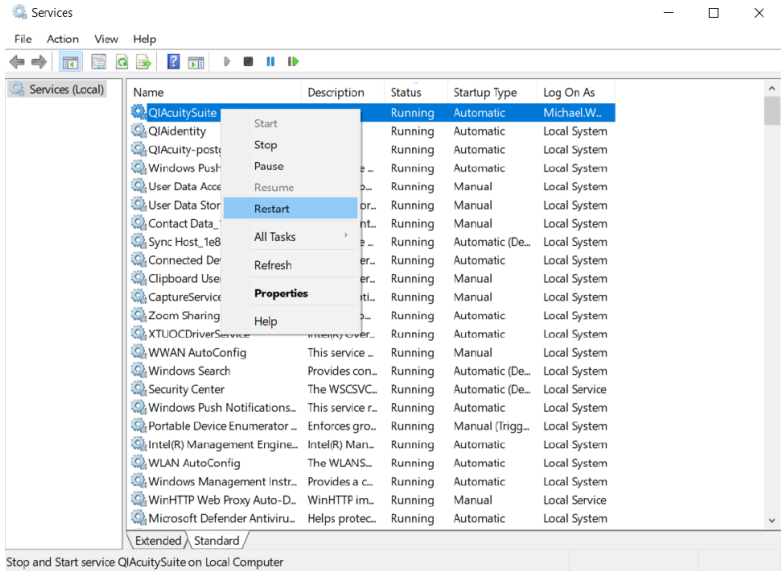 Services
File Action View Help
Services (Local)
Name Description Status Startup Type Log On As
QIAcuitySuite Running Automatic Michael.W...
QIAidentity Running Automatic Local System
QIAcuity-postg Running Automatic Local System
Windows Push e ... Running Automatic Local System
User Data Acce o... Running Manual Local System
User Data Stor or... Running Manual Local System
Contact Data_1 nt... Running Manual Local System
Sync Host_1e8 e ... Running Automatic (De... Local System
Connected De er... Running Automatic Local System
Clipboard Use er... Running Manual Local System
CaptureService pti... Running Manual Local System
Zoom Sharing o... Running Automatic Local System
XTUOCDriverService Intel(R) Over... Running Automatic Local System
WWAN AutoConfig This service ... Running Manual Local System
Windows Search Provides con... Running Automatic (De... Local System
Security Center The WSCSVC... Running Automatic (De... Local Service
Windows Push Notifications... This service r... Running Automatic Local System
Portable Device Enumerator ... Enforces gro... Running Manual (Trigg... Local System
Intel(R) Management Engine... Intel(R) Man... Running Automatic Local System
WLAN AutoConfig The WLANS... Running Automatic Local System
Windows Management Instr... Provides a c... Running Automatic Local System
WinHTTP Web Proxy Auto-D... WinHTTP im... Running Manual Local Service
Microsoft Defender Antiviru... Helps protec... Running Automatic Local System
Start
Stop
Pause
Resume
Restart
All Tasks
Refresh
Properties
Help
Extended Standard
Stop and Start service QIAcuitySuite on Local Computer